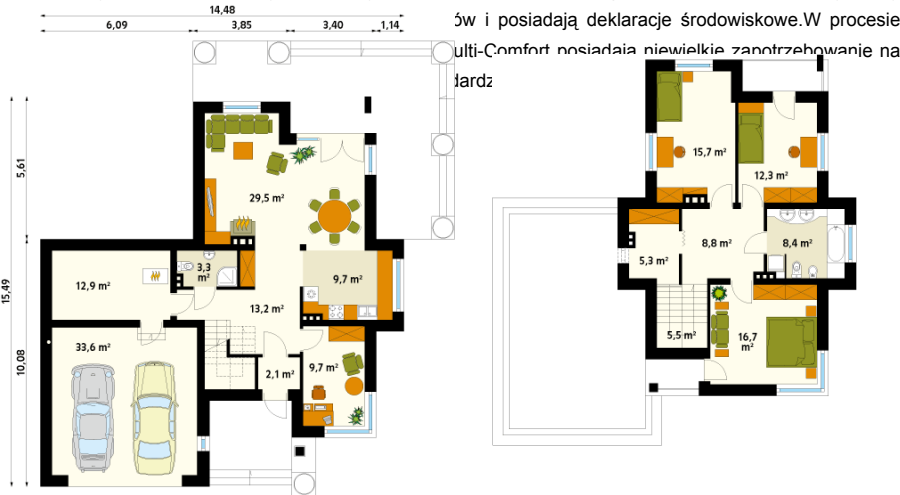 14,48
6,09 3,85 3,40 1,14
ów i posiadają deklaracje środowiskowe.W procesie
ulti-Comfort posiadają niewielkie zapotrzebowanie na
dardz
5,61
15,49
10,08
29,5 m²
3,3 m²
9,7 m²
12,9 m²
13,2 m²
33,6 m²
2,1 m²
9,7 m²
15,7 m²
12,3 m²
8,8 m²
8,4 m²
5,3 m²
5,5 m²
16,7
m²